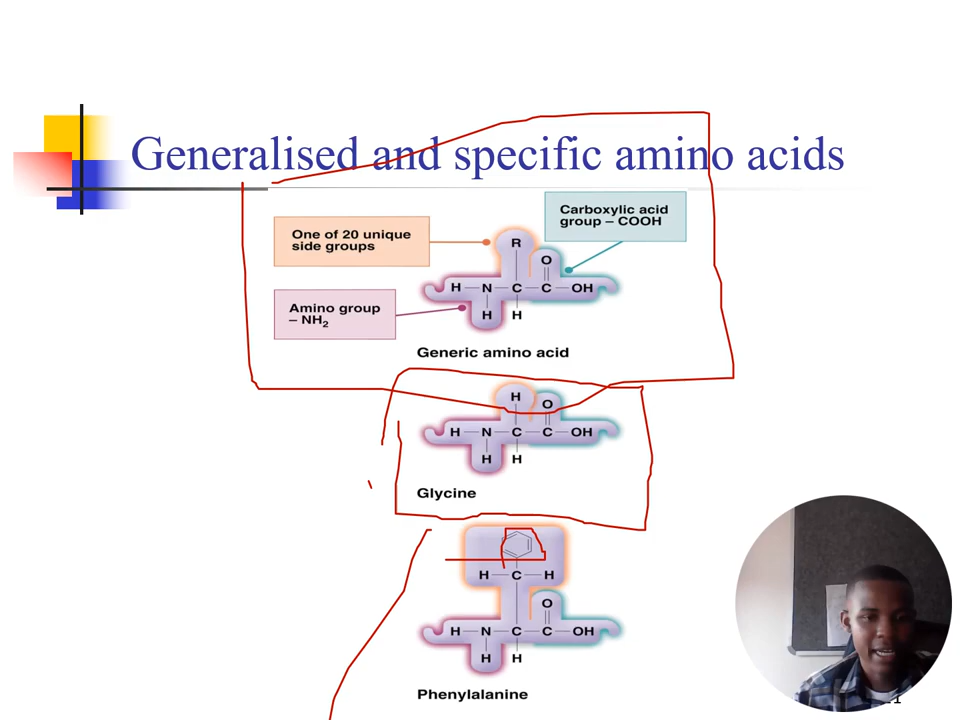 Generalised and specific amino acids
Carboxylic acid
group – COOH
One of 20 unique
side groups
R
O
H — N — C — C — OH
Amino group
– NH2
H H
Generic amino acid
H
O
H — N — C — C — OH
H H
Glycine
H — C — H
O
H — N — C — C — OH
H H
Phenylalanine